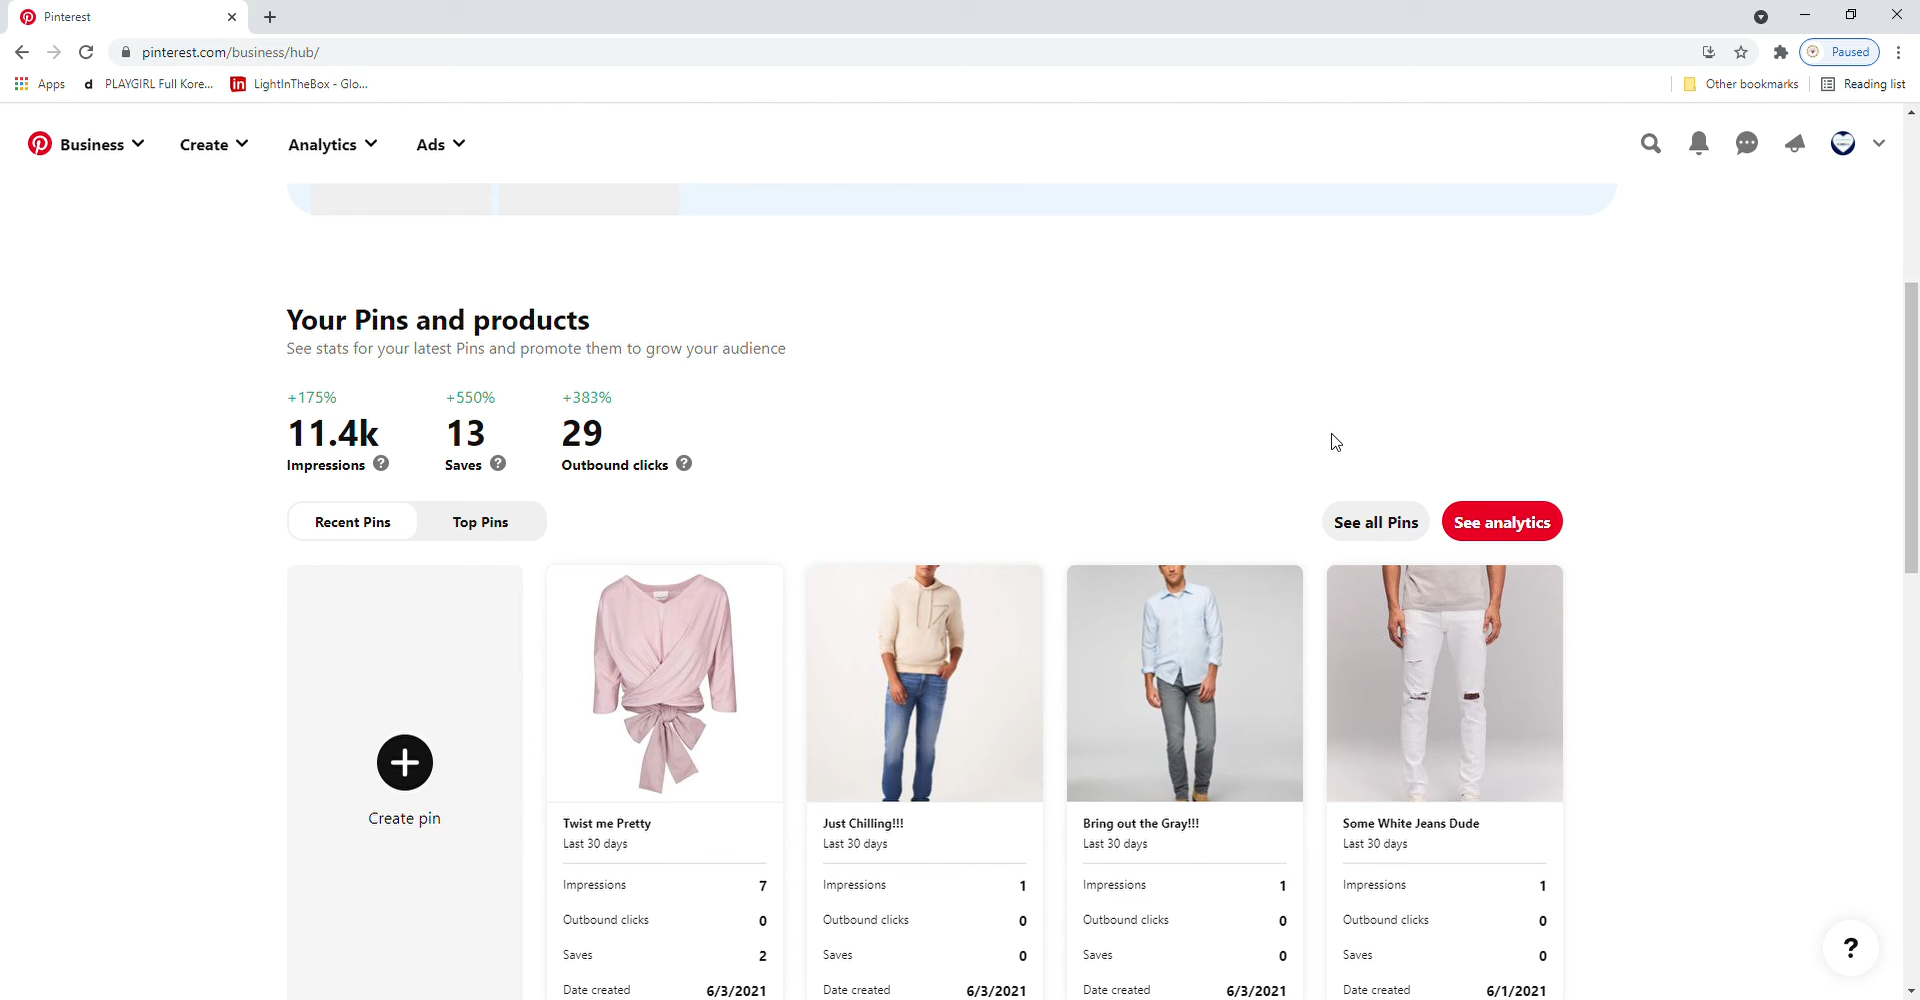 Pinterest
pinterest.com/business/hub/
Paused
Apps
d PLAYGIRL Full Kore...
in LightInTheBox - Glo...
Other bookmarks
Reading list
Business
Create
Analytics
Ads
Your Pins and products
See stats for your latest Pins and promote them to grow your audience
+175% +550% +383%
11.4k 13 29
Impressions ? Saves ? Outbound clicks ?
Recent Pins Top Pins See all Pins See analytics
Create pin
Twist me Pretty
Last 30 days
Impressions 7
Outbound clicks 0
Saves 2
Date created 6/3/2021
Just Chilling!!!
Last 30 days
Impressions 1
Outbound clicks 0
Saves 0
Date created 6/3/2021
Bring out the Gray!!!
Last 30 days
Impressions 1
Outbound clicks 0
Saves 0
Date created 6/3/2021
Some White Jeans Dude
Last 30 days
Impressions 1
Outbound clicks 0
Saves 0
Date created 6/1/2021
?